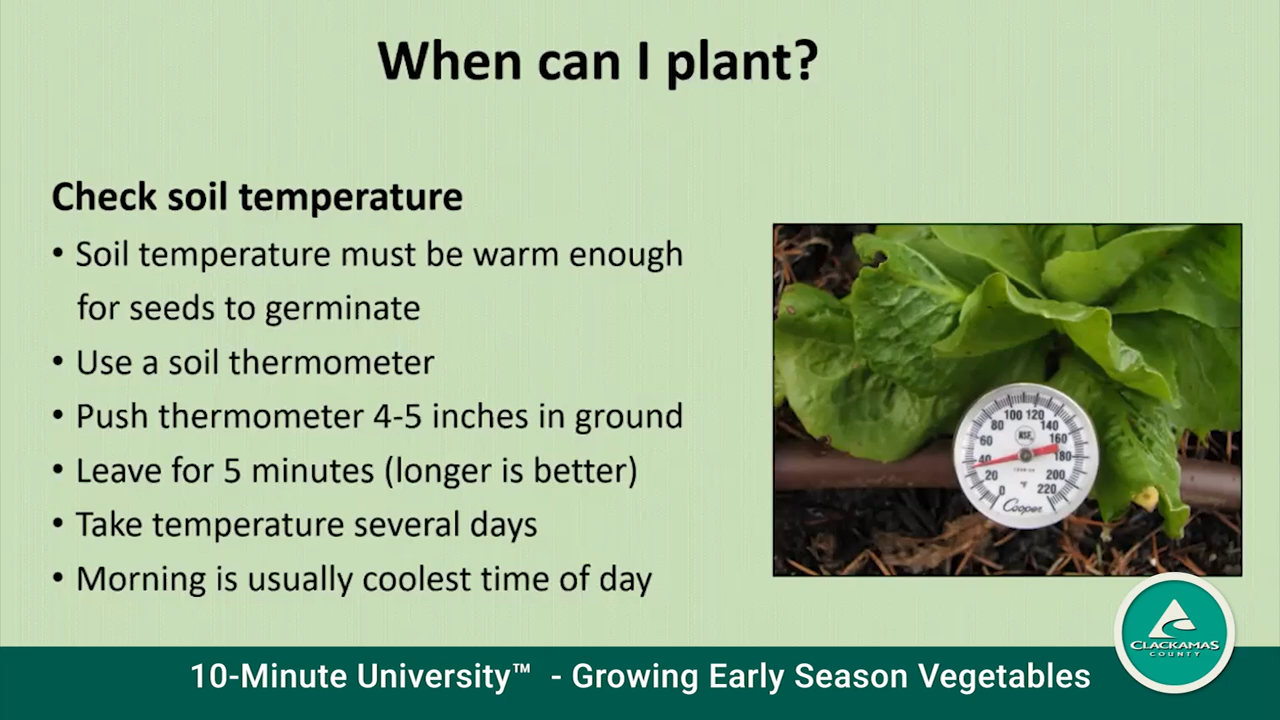 When can I plant?
Check soil temperature
• Soil temperature must be warm enough
for seeds to germinate
• Use a soil thermometer
• Push thermometer 4-5 inches in ground
• Leave for 5 minutes (longer is better)
• Take temperature several days
• Morning is usually coolest time of day
100 120
80 140
60 NSF 160
40 180
20 200
0 °F 220
Cooper
CLACKAMAS
COUNTY
10-Minute University™ - Growing Early Season Vegetables